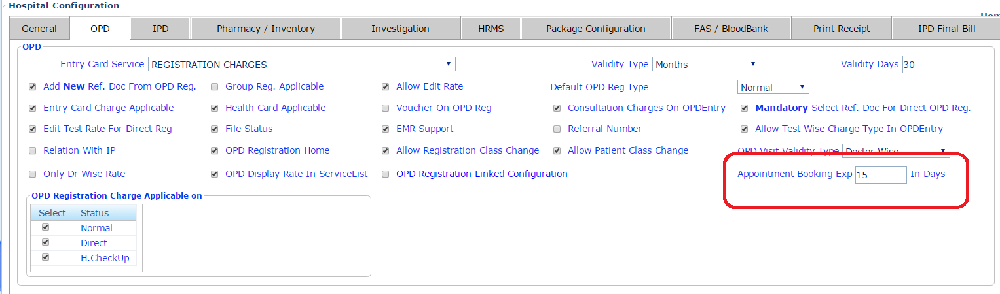 Hospital Configuration
General OPD IPD Pharmacy / Inventory Investigation HRMS Package Configuration FAS / BloodBank Print Receipt IPD Final Bill
OPD
Entry Card Service REGISTRATION CHARGES Validity Type Months Validity Days 30
Add New Ref. Doc From OPD Reg. Group Reg. Applicable Allow Edit Rate Default OPD Reg Type Normal
Entry Card Charge Applicable Health Card Applicable Voucher On OPD Reg Consultation Charges On OPDEntry Mandatory Select Ref. Doc For Direct OPD Reg.
Edit Test Rate For Direct Reg File Status EMR Support Referral Number Allow Test Wise Charge Type In OPDEntry
Relation With IP OPD Registration Home Allow Registration Class Change Allow Patient Class Change OPD Visit Validity Type Doctor Wise
Only Dr Wise Rate OPD Display Rate In ServiceList OPD Registration Linked Configuration Appointment Booking Exp 15 In Days
OPD Registration Charge Applicable on
Select Status
Normal
Direct
H.CheckUp